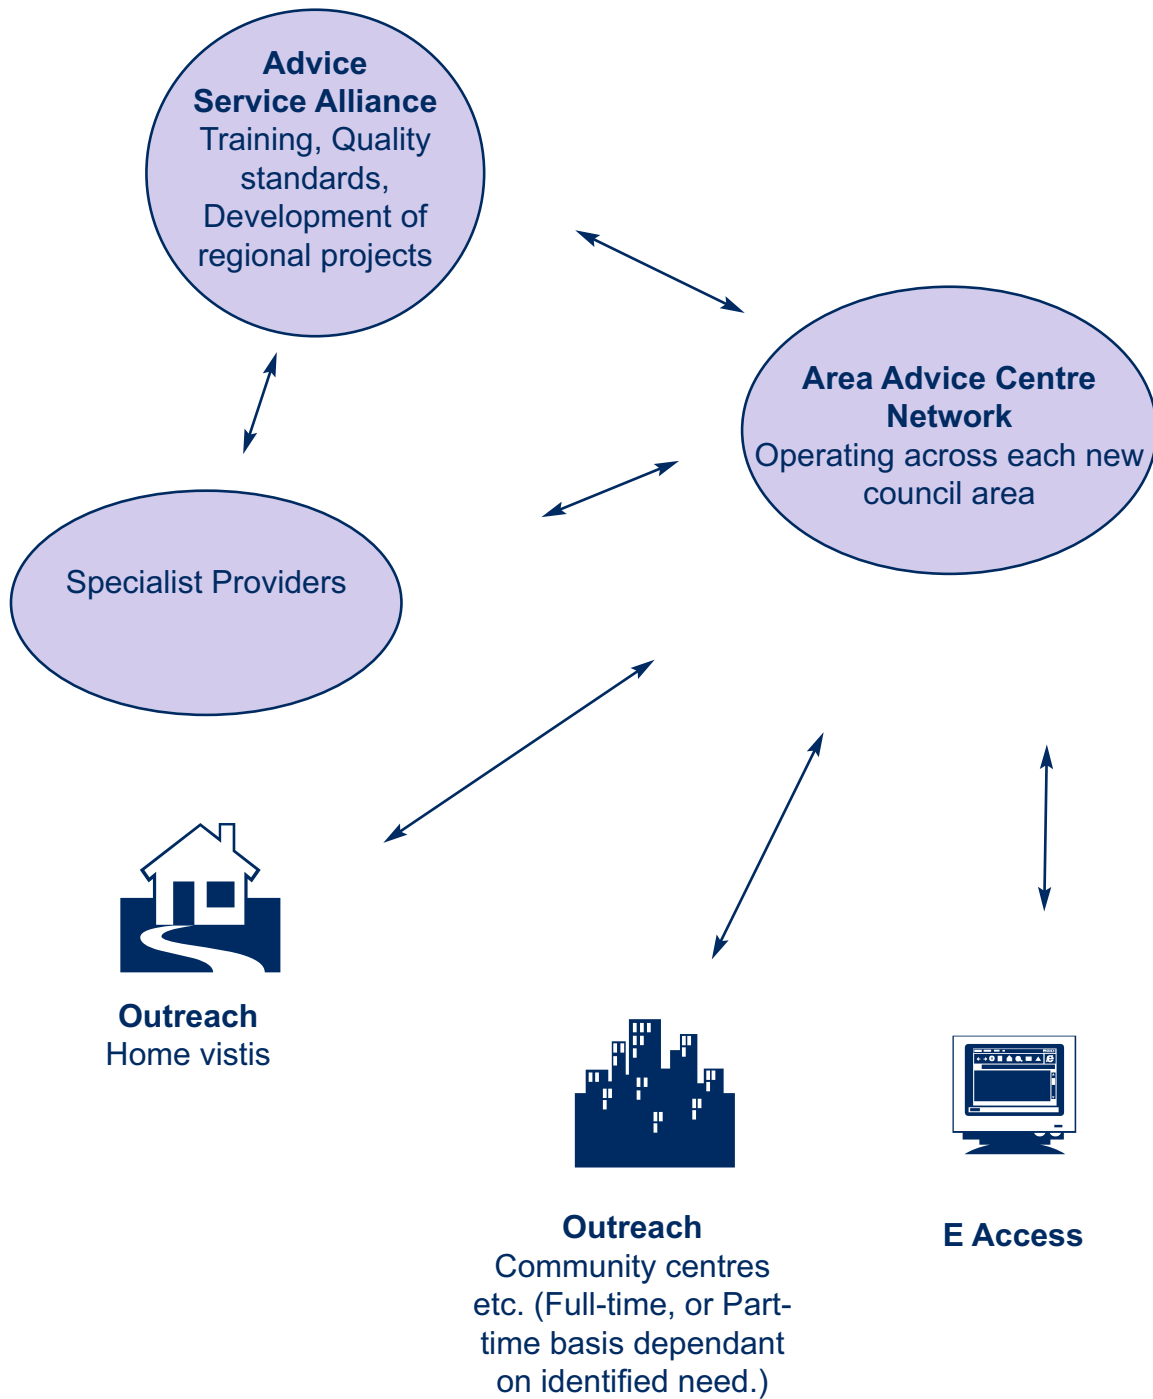 Advice
Service Alliance
Training, Quality
standards,
Development of
regional projects
Area Advice Centre
Network
Operating across each new
council area
Specialist Providers
Outreach
Home vistis
Outreach
Community centres
etc. (Full-time, or Part-
time basis dependant
on identified need.)
E Access